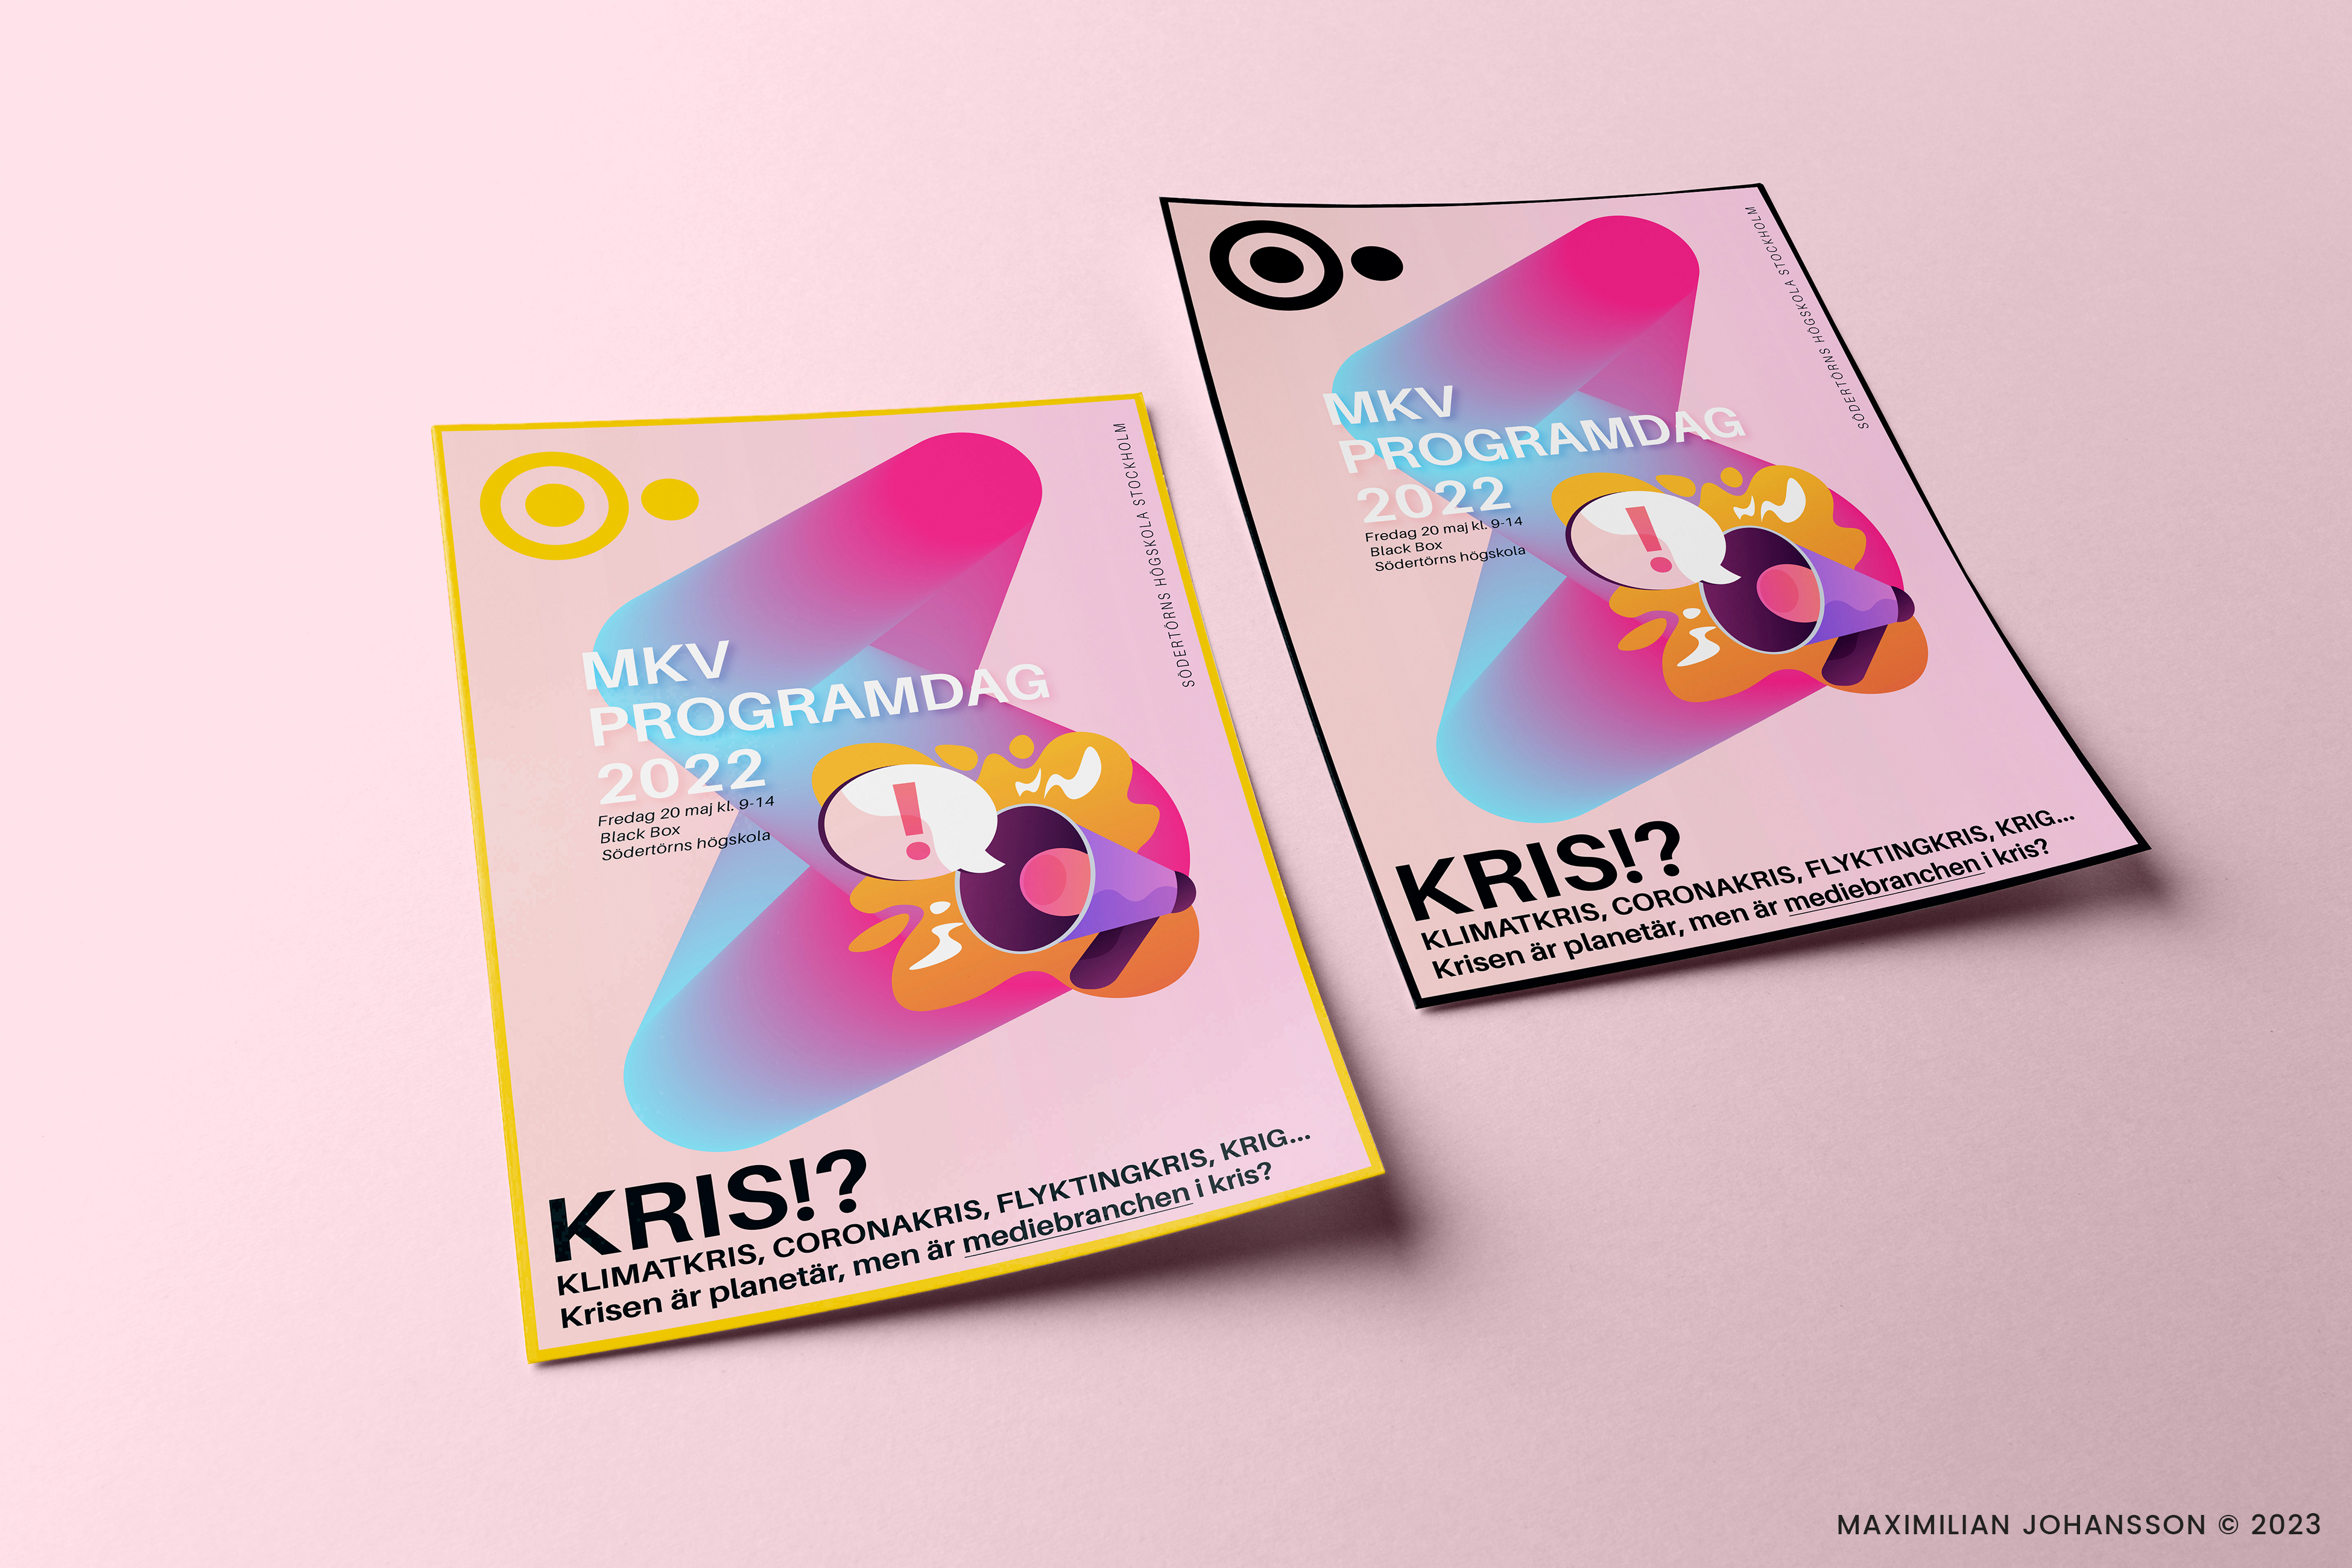 SÖDERTÖRNS HÖGSKOLA STOCKHOLM
MKV
PROGRAMDAG
2022
Fredag 20 maj kl. 9-14
Black Box
Södertörns högskola
!
KRIS!?
KLIMATKRIS, CORONAKRIS, FLYKTINGKRIS, KRIG...
Krisen är planetär, men är mediebranchen i kris?
SÖDERTÖRNS HÖGSKOLA STOCKHOLM
MKV
PROGRAMDAG
2022
Fredag 20 maj kl. 9-14
Black Box
Södertörns högskola
!
KRIS!?
KLIMATKRIS, CORONAKRIS, FLYKTINGKRIS, KRIG...
Krisen är planetär, men är mediebranchen i kris?
MAXIMILIAN JOHANSSON © 2023